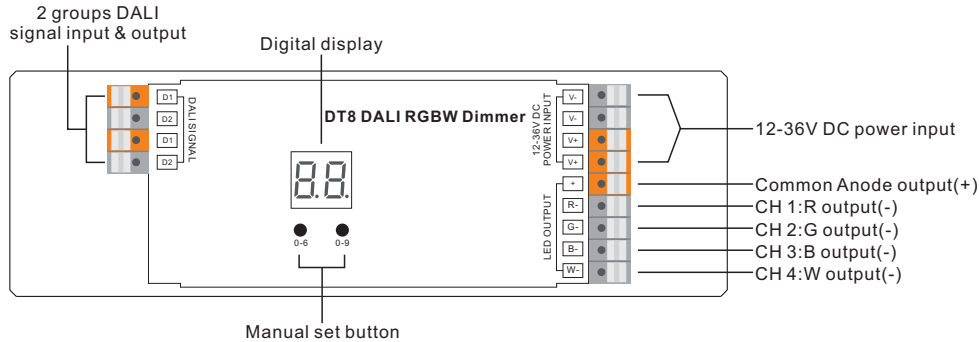 2 groups DALI
signal input & output
Digital display
D1
D2
D1
D2
DALI SIGNAL
DT8 DALI RGBW Dimmer
8.8.
0-6
0-9
Manual set button
12-36V DC
POWER INPUT
V-
V-
V+
V+
LED OUTPUT
+
R-
G-
B-
W-
12-36V DC power input
Common Anode output(+)
CH 1:R output(-)
CH 2:G output(-)
CH 3:B output(-)
CH 4:W output(-)